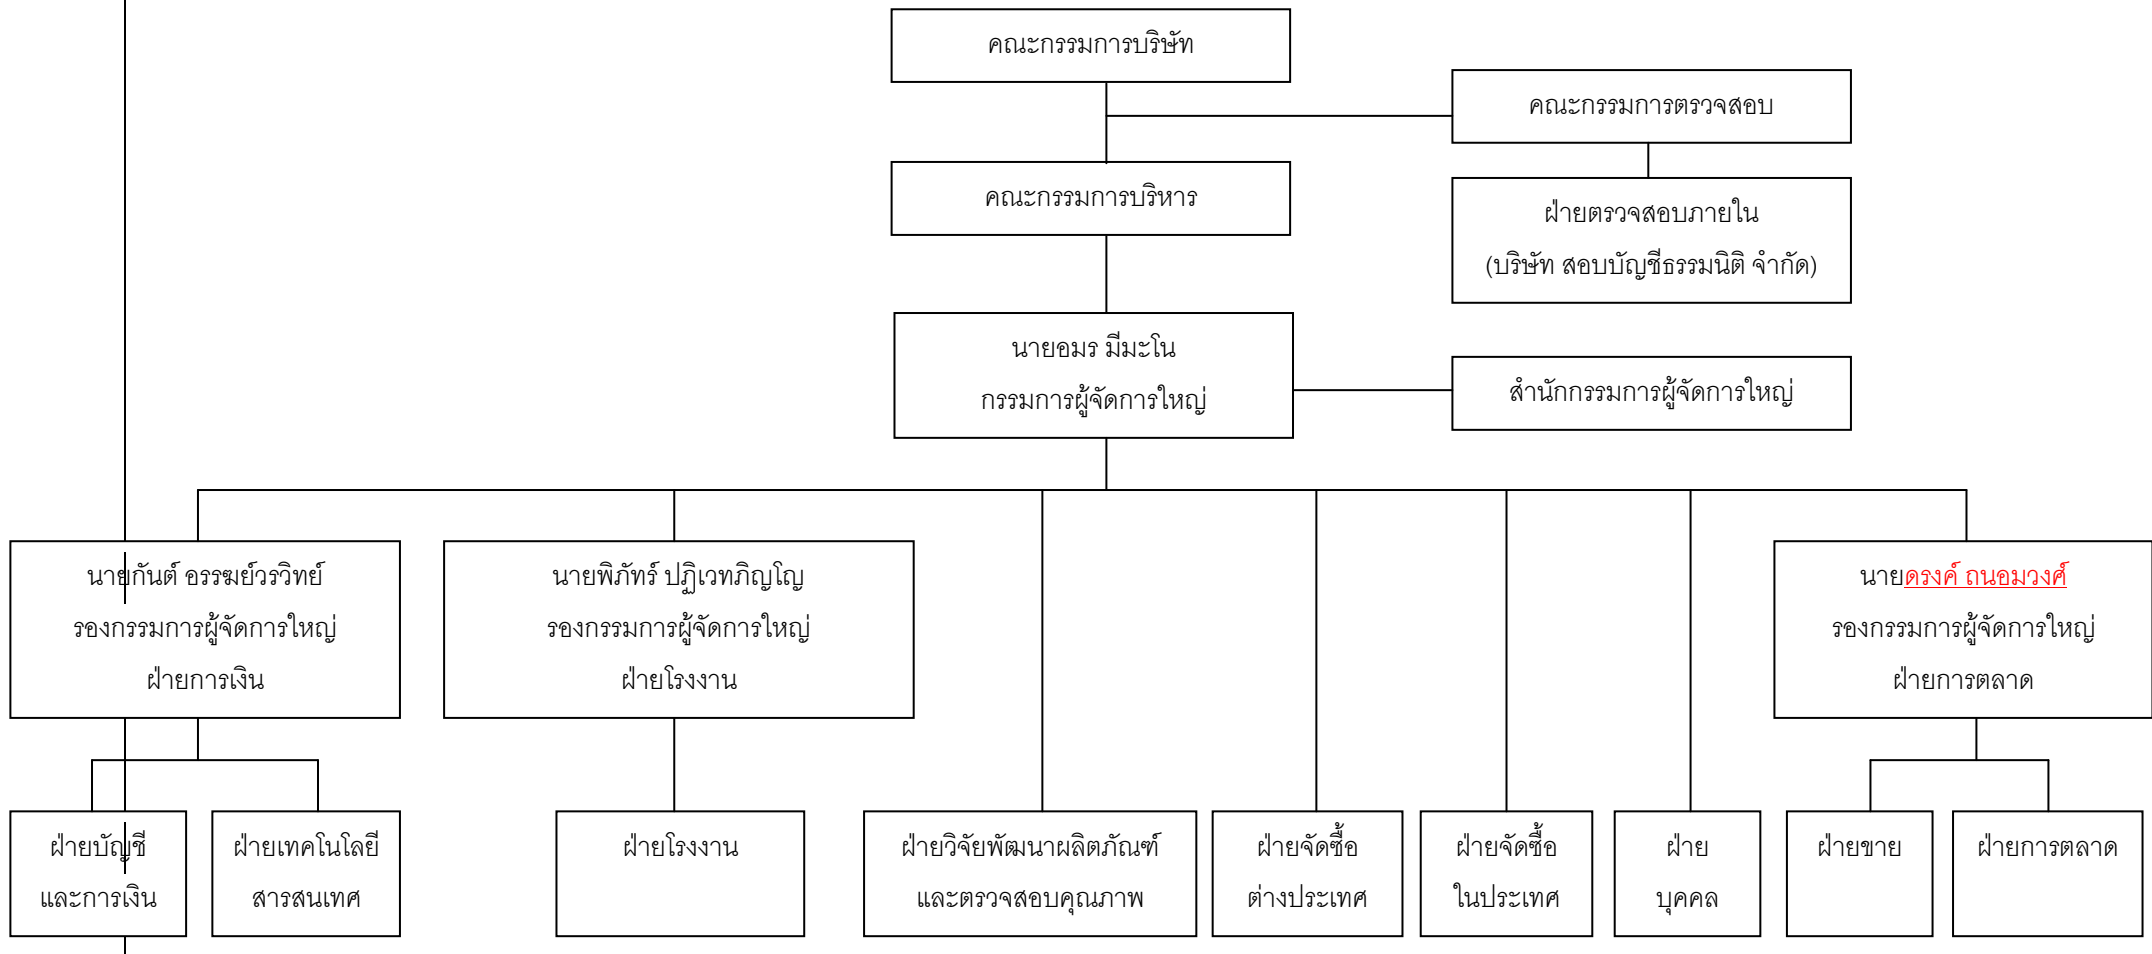 คณะกรรมการบริษัท
คณะกรรมการตรวจสอบ
คณะกรรมการบริหาร
ฝ่ายตรวจสอบภายใน
(บริษัท สอบบัญชีธรรมนิติ จำกัด)
นายอมร มีมะโน
กรรมการผู้จัดการใหญ่
สำนักกรรมการผู้จัดการใหญ่
นายกันต์ อรรฆย์วรวิทย์
รองกรรมการผู้จัดการใหญ่
ฝ่ายการเงิน
นายพิภัทร์ ปฏิเวทภิญโญ
รองกรรมการผู้จัดการใหญ่
ฝ่ายโรงงาน
นายดรงค์ ถนอมวงศ์
รองกรรมการผู้จัดการใหญ่
ฝ่ายการตลาด
ฝ่ายบัญชี
และการเงิน
ฝ่ายเทคโนโลยี
สารสนเทศ
ฝ่ายโรงงาน
ฝ่ายวิจัยพัฒนาผลิตภัณฑ์
และตรวจสอบคุณภาพ
ฝ่ายจัดซื้อ
ต่างประเทศ
ฝ่ายจัดซื้อ
ในประเทศ
ฝ่าย
บุคคล
ฝ่ายขาย
ฝ่ายการตลาด